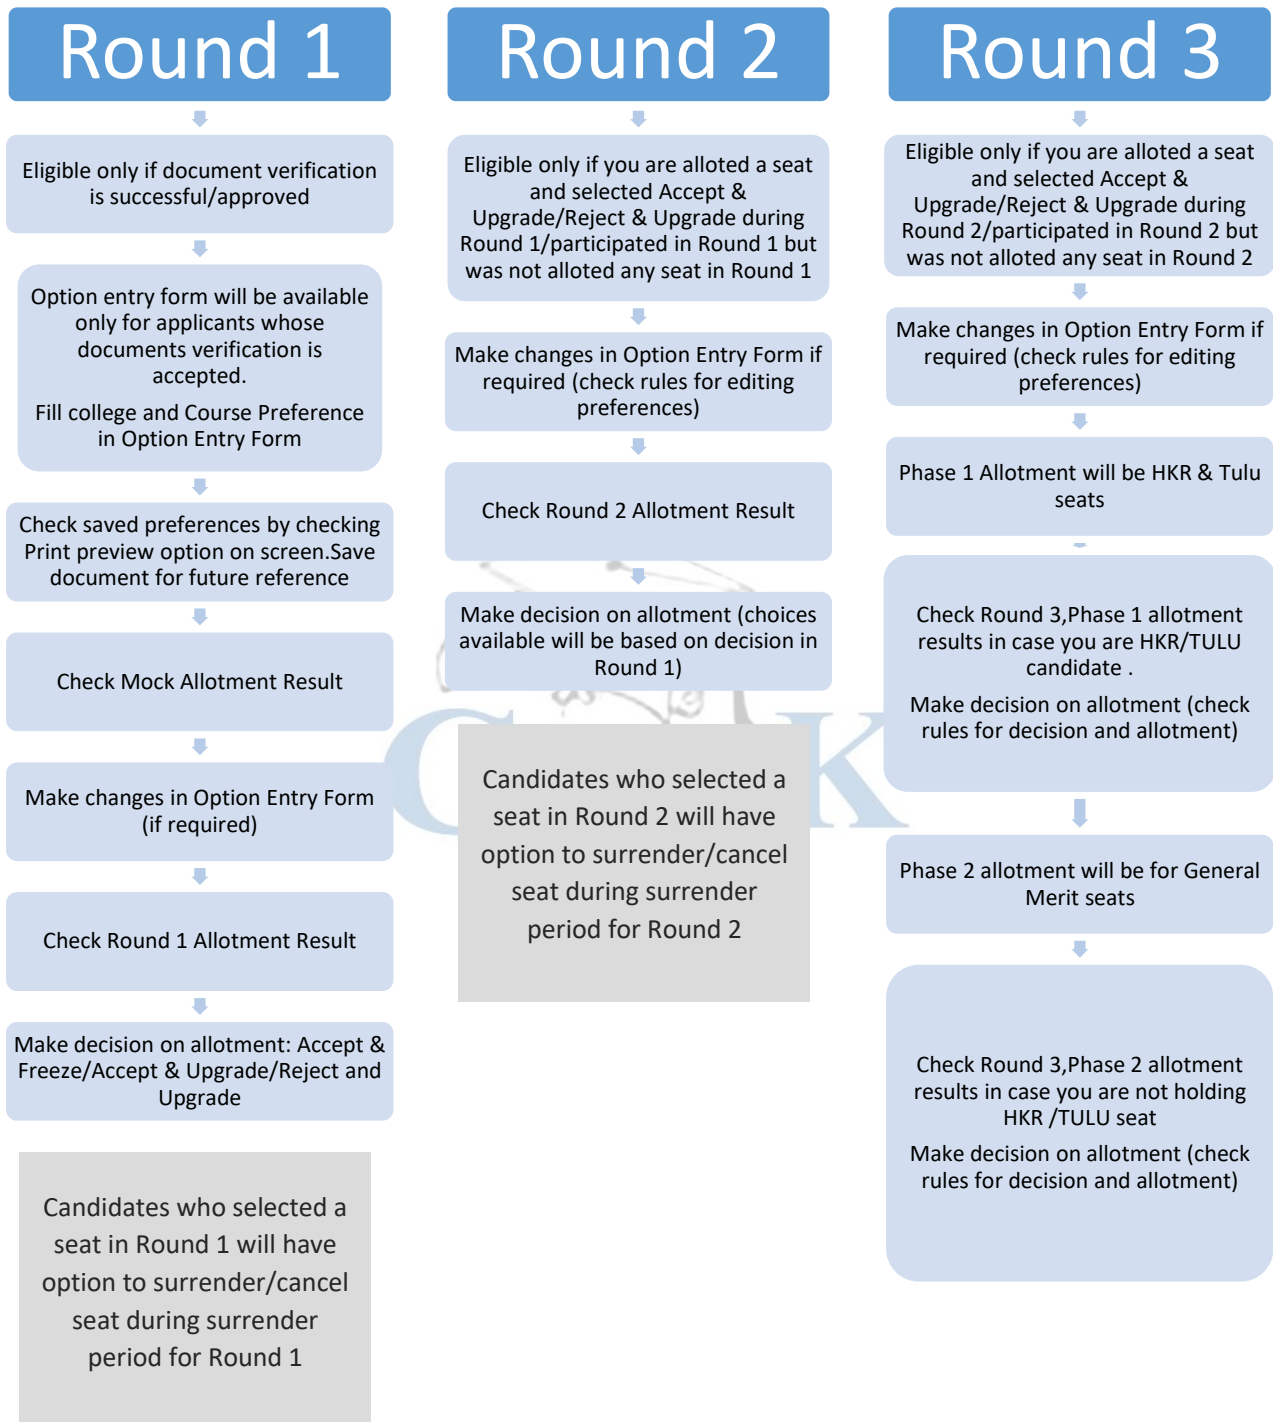 Round 1
Eligible only if document verification
is successful/approved
Option entry form will be available
only for applicants whose
documents verification is
accepted.
Fill college and Course Preference
in Option Entry Form
Check saved preferences by checking
Print preview option on screen.Save
document for future reference
Check Mock Allotment Result
Make changes in Option Entry Form
(if required)
Check Round 1 Allotment Result
Make decision on allotment: Accept &
Freeze/Accept & Upgrade/Reject and
Upgrade
Candidates who selected a
seat in Round 1 will have
option to surrender/cancel
seat during surrender
period for Round 1
Round 2
Eligible only if you are alloted a seat
and selected Accept &
Upgrade/Reject & Upgrade during
Round 1/participated in Round 1 but
was not alloted any seat in Round 1
Make changes in Option Entry Form if
required (check rules for editing
preferences)
Check Round 2 Allotment Result
Make decision on allotment (choices
available will be based on decision in
Round 1)
Candidates who selected a
seat in Round 2 will have
option to surrender/cancel
seat during surrender
period for Round 2
Round 3
Eligible only if you are alloted a seat
and selected Accept &
Upgrade/Reject & Upgrade during
Round 2/participated in Round 2 but
was not alloted any seat in Round 2
Make changes in Option Entry Form if
required (check rules for editing
preferences)
Phase 1 Allotment will be HKR & Tulu
seats
Check Round 3,Phase 1 allotment
results in case you are HKR/TULU
candidate .
Make decision on allotment (check
rules for decision and allotment)
Phase 2 allotment will be for General
Merit seats
Check Round 3,Phase 2 allotment
results in case you are not holding
HKR /TULU seat
Make decision on allotment (check
rules for decision and allotment)